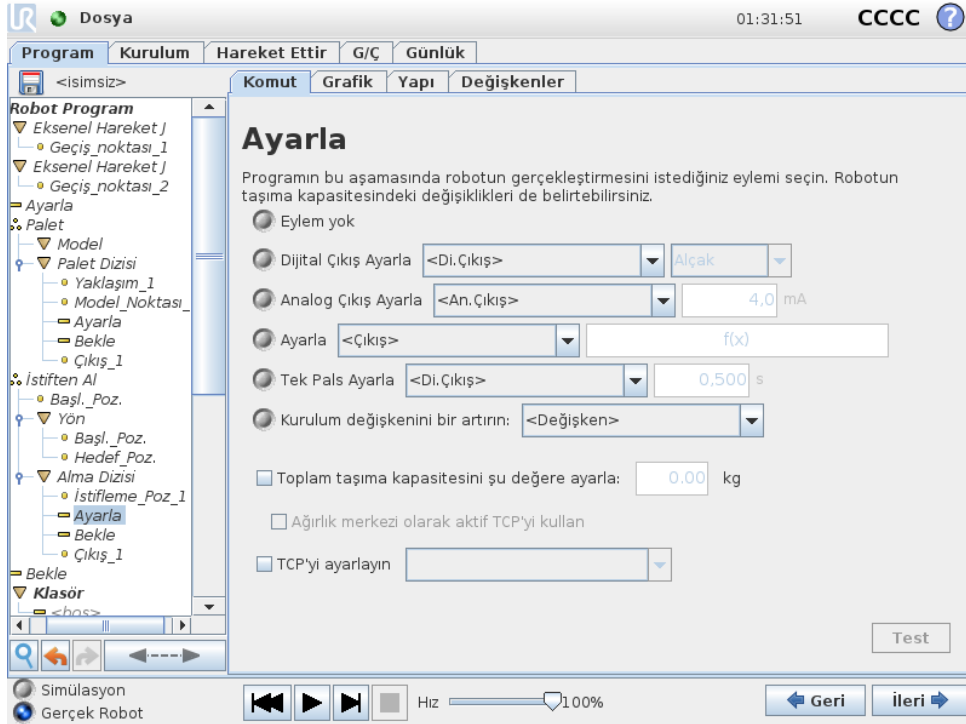 UR Dosya 01:31:51 CCCC ?
Program Kurulum Hareket Ettir G/Ç Günlük
<isimsiz>
Komut Grafik Yapı Değişkenler
Robot Program
Eksenel Hareket J
Geçiş_noktası_1
Eksenel Hareket J
Geçiş_noktası_2
Ayarla
Palet
Model
Palet Dizisi
Yaklaşım_1
Model_Noktası_
Ayarla
Bekle
Çıkış_1
İstiften Al
Başl._Poz.
Yön
Başl._Poz.
Hedef_Poz.
Alma Dizisi
İstifleme_Poz_1
Ayarla
Bekle
Çıkış_1
Bekle
Klasör
<boş>
Ayarla
Programın bu aşamasında robotun gerçekleştirmesini istediğiniz eylemi seçin. Robotun
taşıma kapasitesindeki değişiklikleri de belirtebilirsiniz.
Eylem yok
Dijital Çıkış Ayarla <Di.Çıkış> Alçak
Analog Çıkış Ayarla <An.Çıkış> 4,0 mA
Ayarla <Çıkış> f(x)
Tek Pals Ayarla <Di.Çıkış> 0,500 s
Kurulum değişkenini bir artırın: <Değişken>
Toplam taşıma kapasitesini şu değere ayarla: 0.00 kg
Ağırlık merkezi olarak aktif TCP'yi kullan
TCP'yi ayarlayın
Test
Simülasyon
Gerçek Robot
Hız 100%
Geri İleri